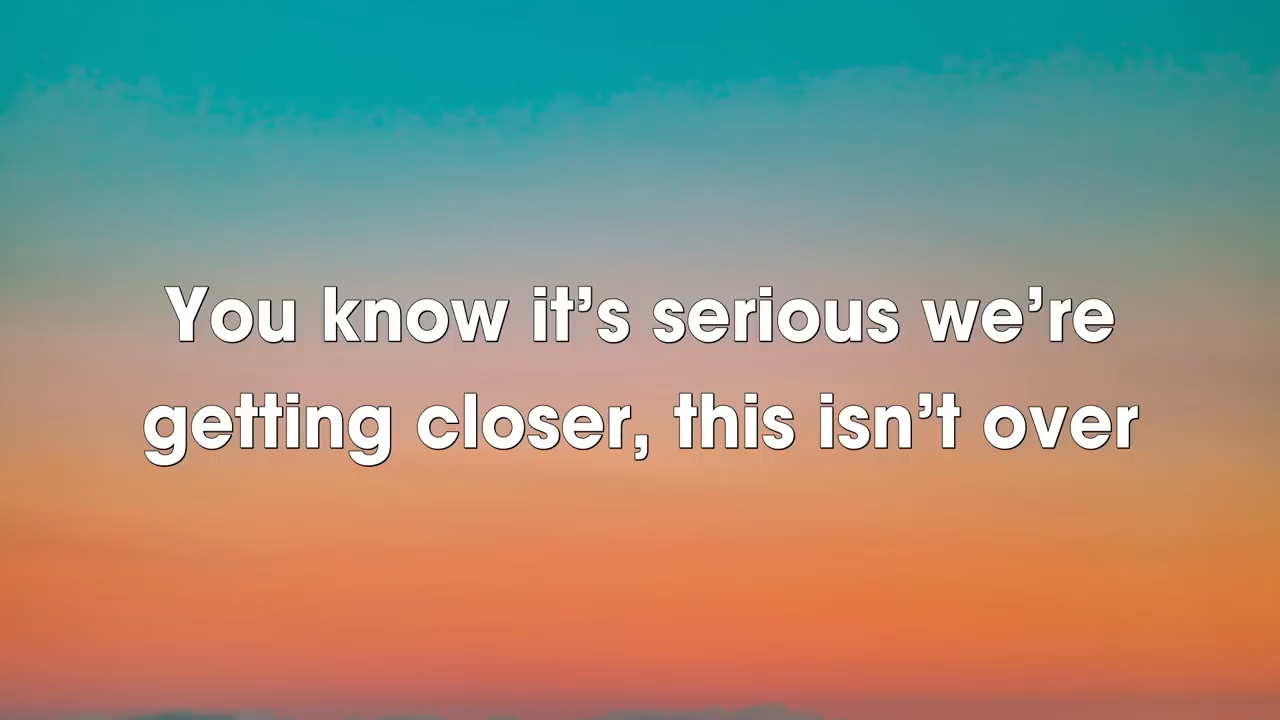 You know it’s serious we’re
getting closer, this isn’t over